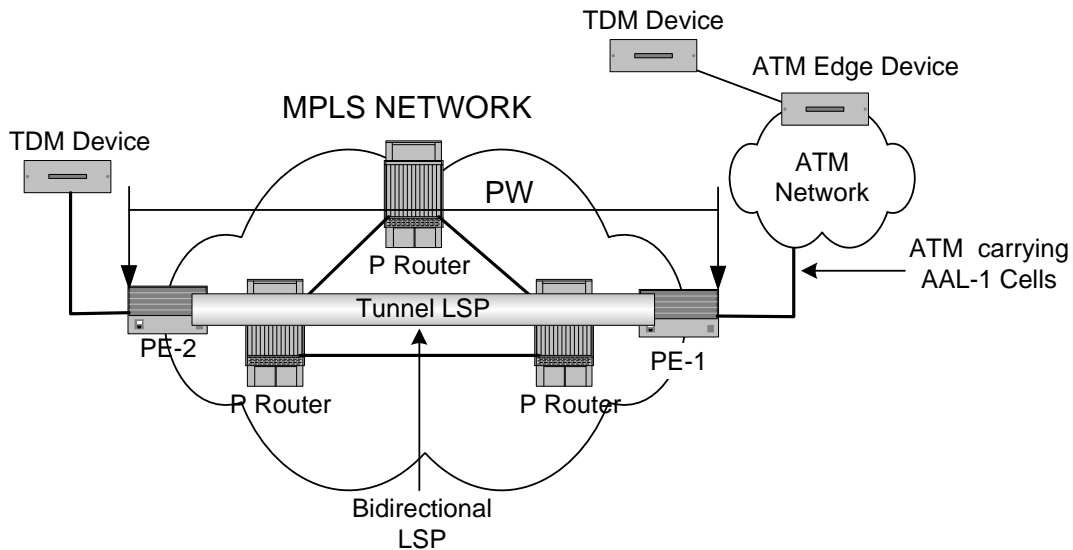 TDM Device
ATM Edge Device
MPLS NETWORK
TDM Device
ATM
Network
PW
P Router
ATM carrying
AAL-1 Cells
Tunnel LSP
PE-2
PE-1
P Router
P Router
Bidirectional
LSP